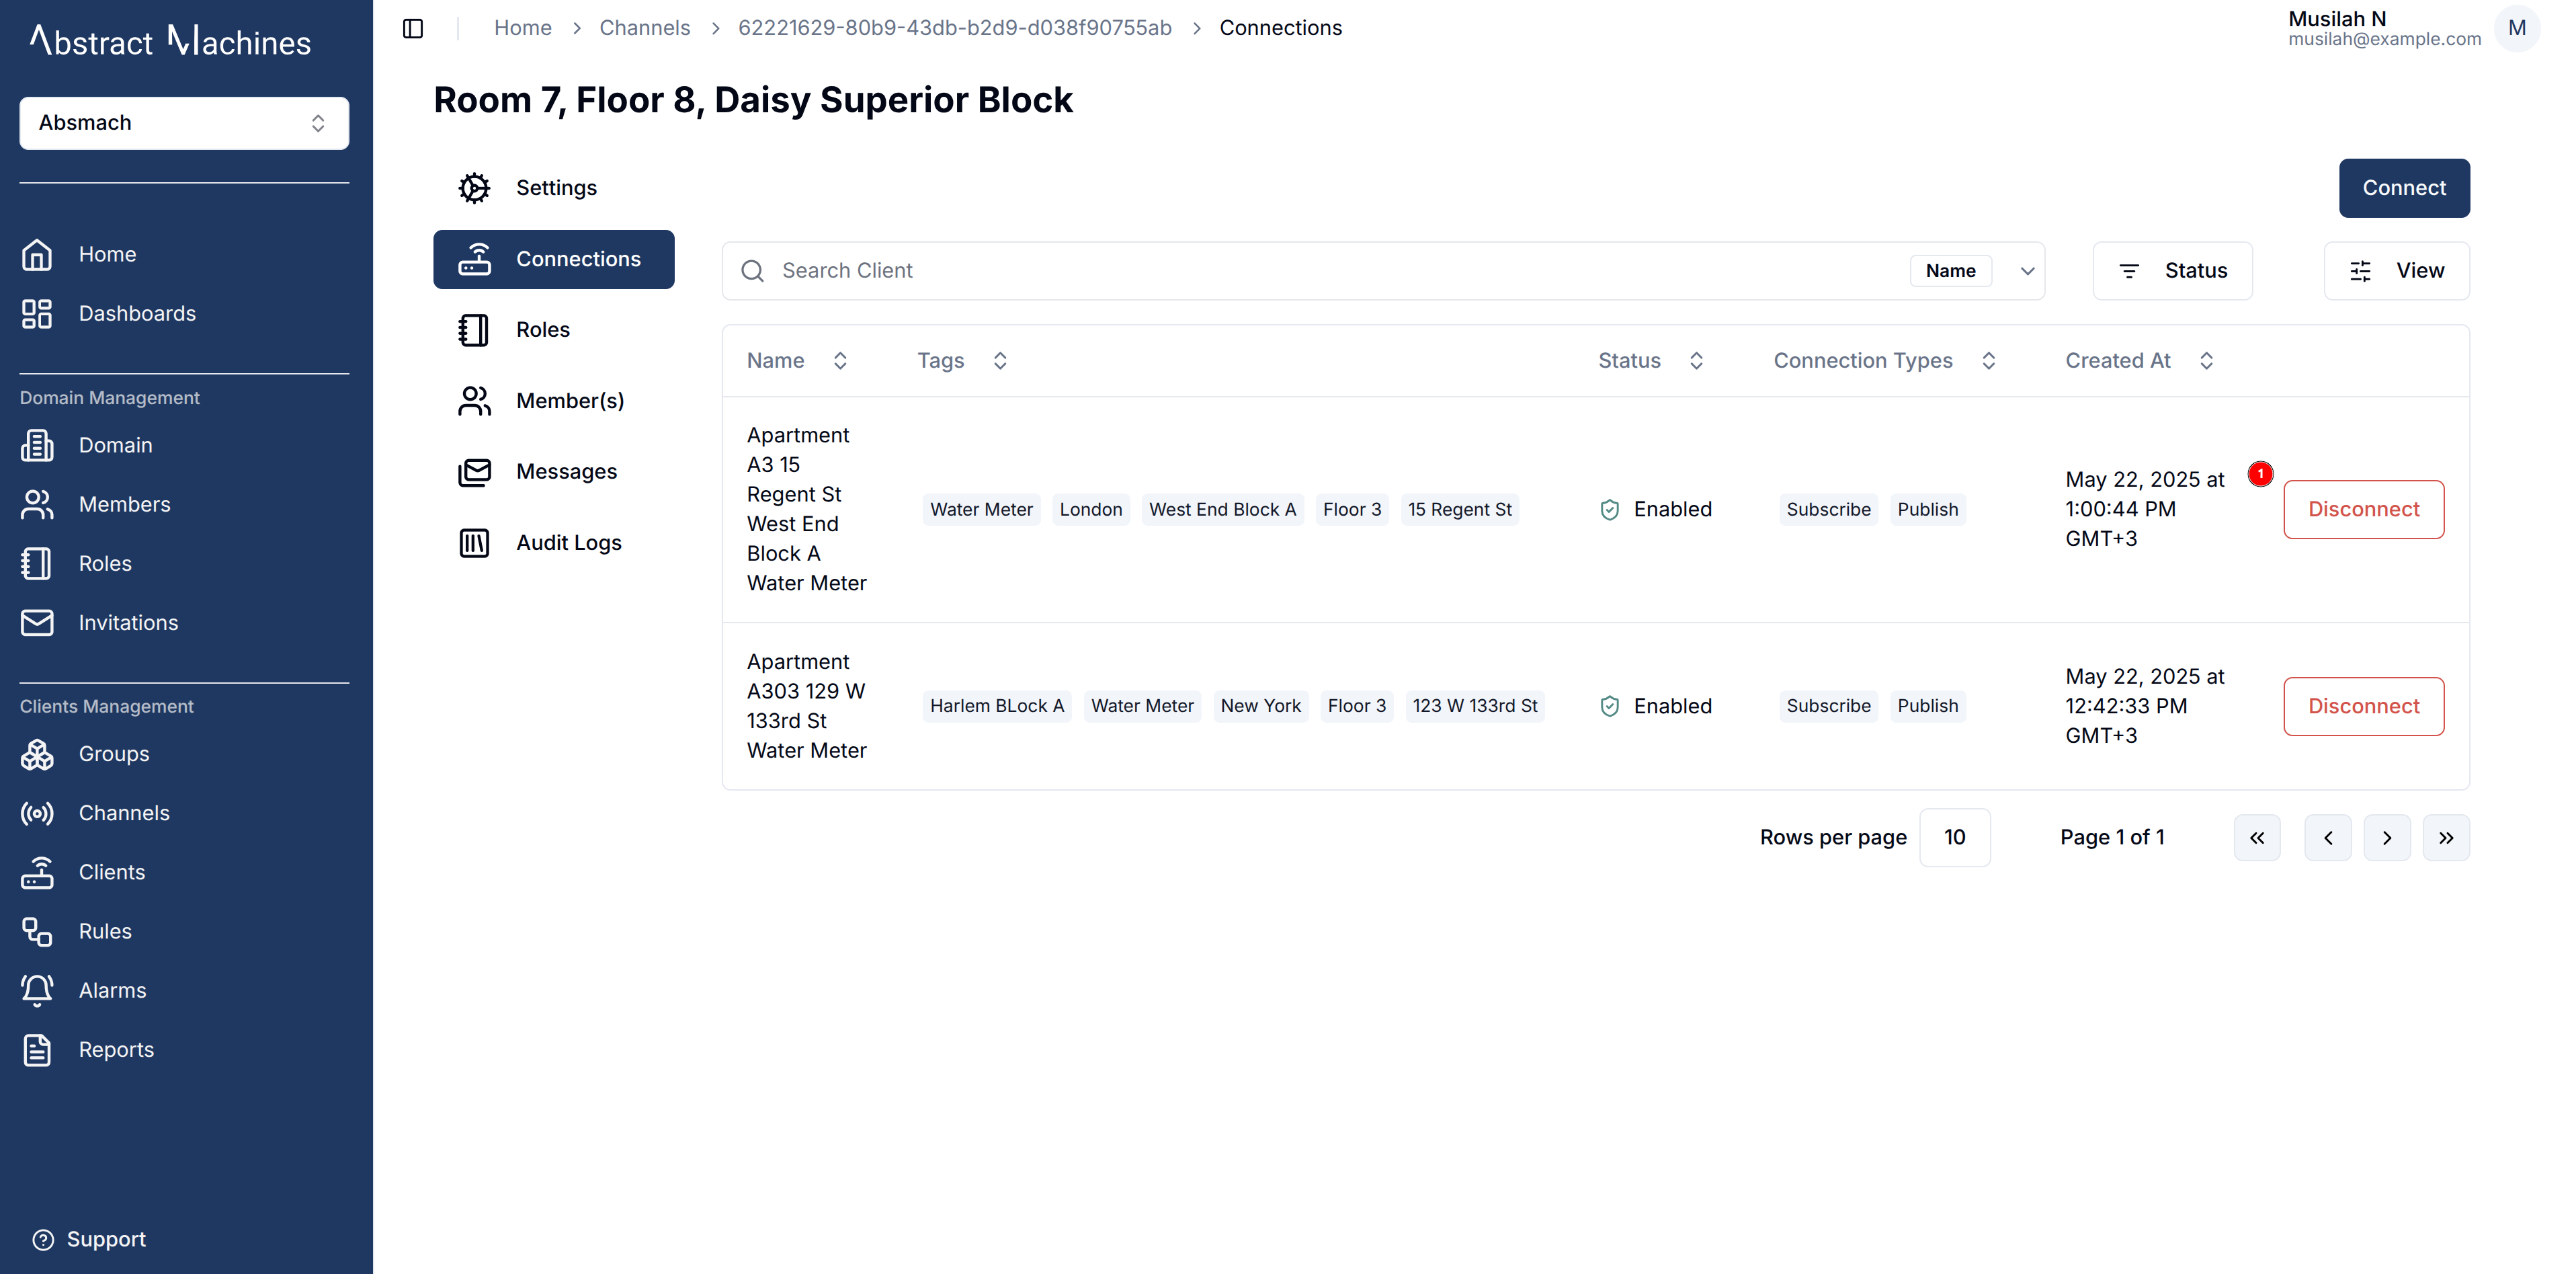 Abstract Machines
Absmach
Home
Dashboards
Domain Management
Domain
Members
Roles
Invitations
Clients Management
Groups
Channels
Clients
Rules
Alarms
Reports
Support
Home > Channels > 62221629-80b9-43db-b2d9-d038f90755ab > Connections
Musilah N
musilah@example.com
M
Room 7, Floor 8, Daisy Superior Block
Settings
Connections
Roles
Member(s)
Messages
Audit Logs
Connect
Search Client Name
Status
View
Name Tags Status Connection Types Created At
Apartment
A3 15
Regent St
West End
Block A
Water Meter
Water Meter London West End Block A Floor 3 15 Regent St
Enabled
Subscribe Publish
May 22, 2025 at
1:00:44 PM
GMT+3
1
Disconnect
Apartment
A303 129 W
133rd St
Water Meter
Harlem BLock A Water Meter New York Floor 3 123 W 133rd St
Enabled
Subscribe Publish
May 22, 2025 at
12:42:33 PM
GMT+3
Disconnect
Rows per page 10 Page 1 of 1